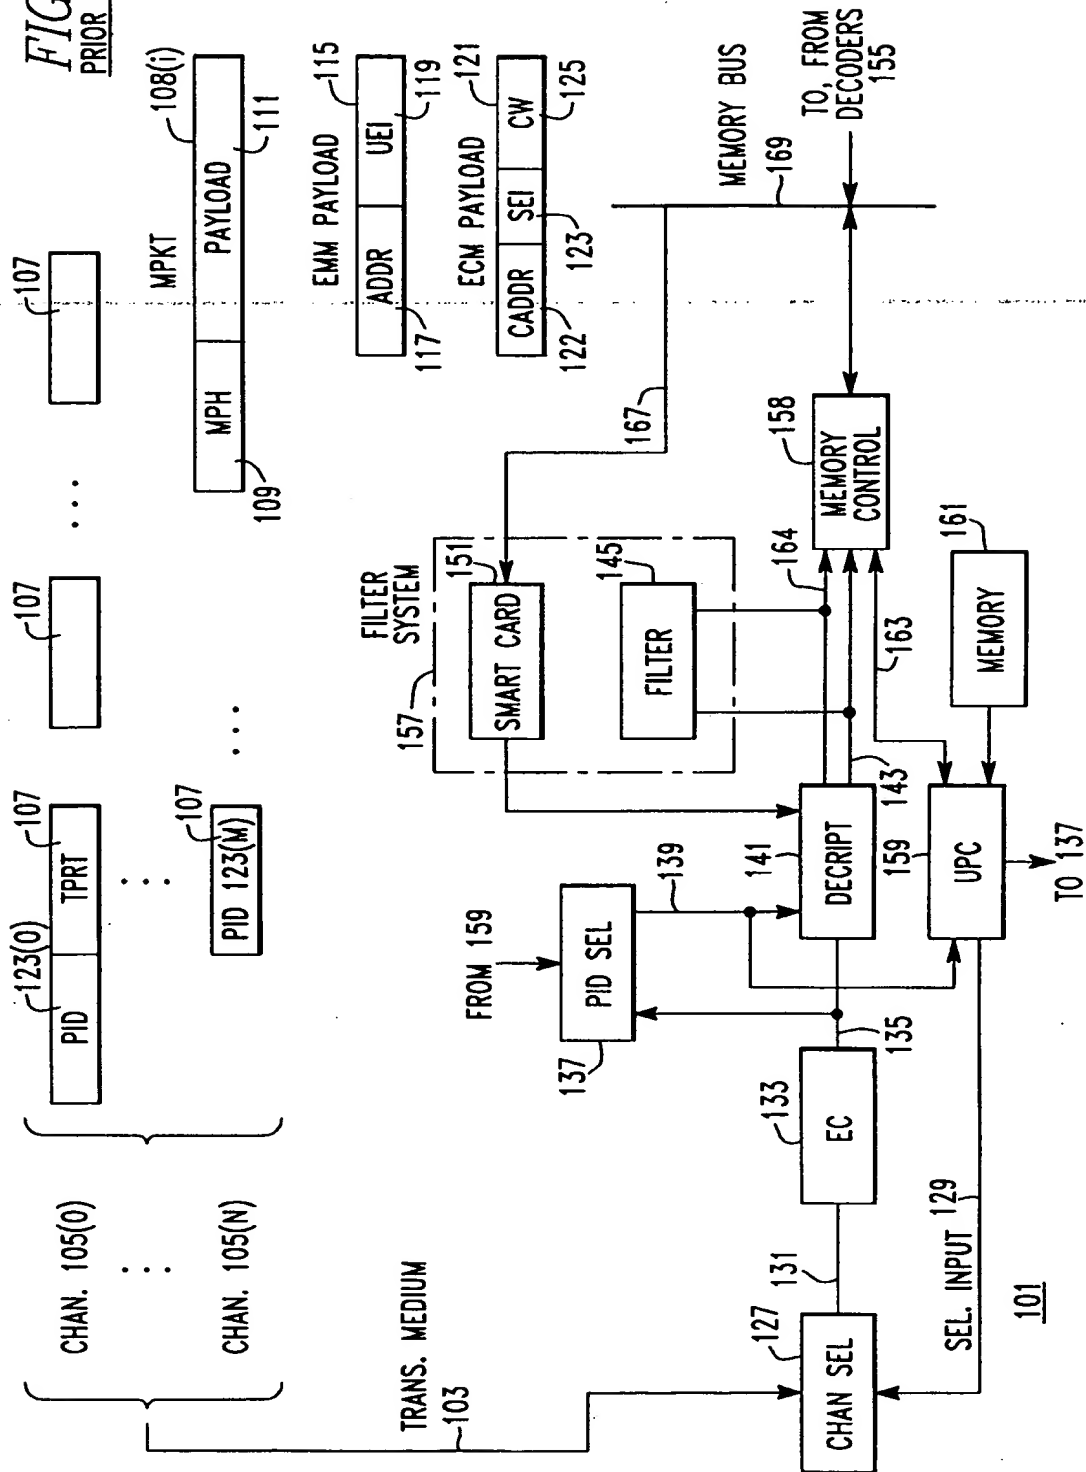 FIG
PRIOR
CHAN. 105(0)
CHAN. 105(N)
123(0)
107
PID
TPRT
107
PID 123(M)
107
107
MPKT
108(i)
MPH
PAYLOAD
109
111
EMM PAYLOAD
115
ADDR
UEI
117
119
ECM PAYLOAD
121
CADDR
SEI
CW
122
123
125
TRANS. MEDIUM
103
FILTER
SYSTEM
157
151
SMART CARD
145
FILTER
167
MEMORY BUS
169
FROM 159
PID SEL
137
139
127
CHAN SEL
131
133
EC
135
DECRIPT
141
143
164
158
MEMORY
CONTROL
TO, FROM
DECODERS
155
163
161
MEMORY
159
UPC
TO 137
SEL. INPUT 129
101